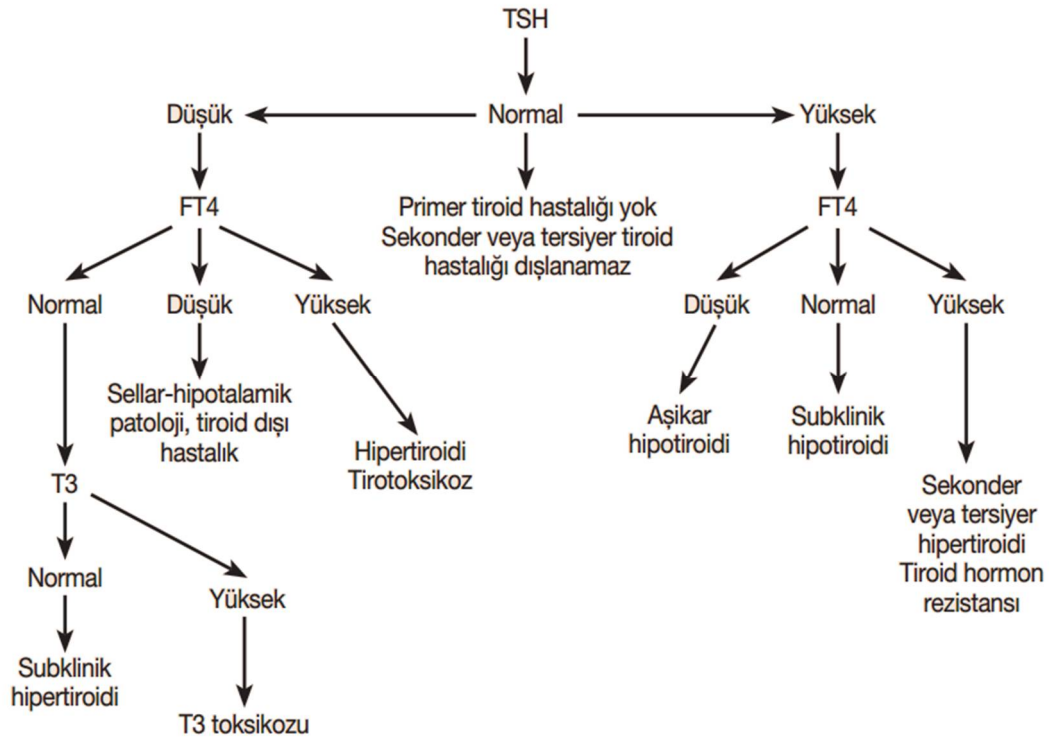 TSH
Düşük
Normal
Yüksek
FT4
Primer tiroid hastalığı yok
Sekonder veya tersiyer tiroid
hastalığı dışlanamaz
FT4
Normal
Düşük
Yüksek
Düşük
Normal
Yüksek
Sellar-hipotalamik
patoloji, tiroid dışı
hastalık
Hipertiroidi
Tirotoksikoz
Aşikar
hipotiroidi
Subklinik
hipotiroidi
T3
Sekonder
veya tersiyer
hipertiroidi
Tiroid hormon
rezistansı
Normal
Yüksek
Subklinik
hipertiroidi
T3 toksikozu